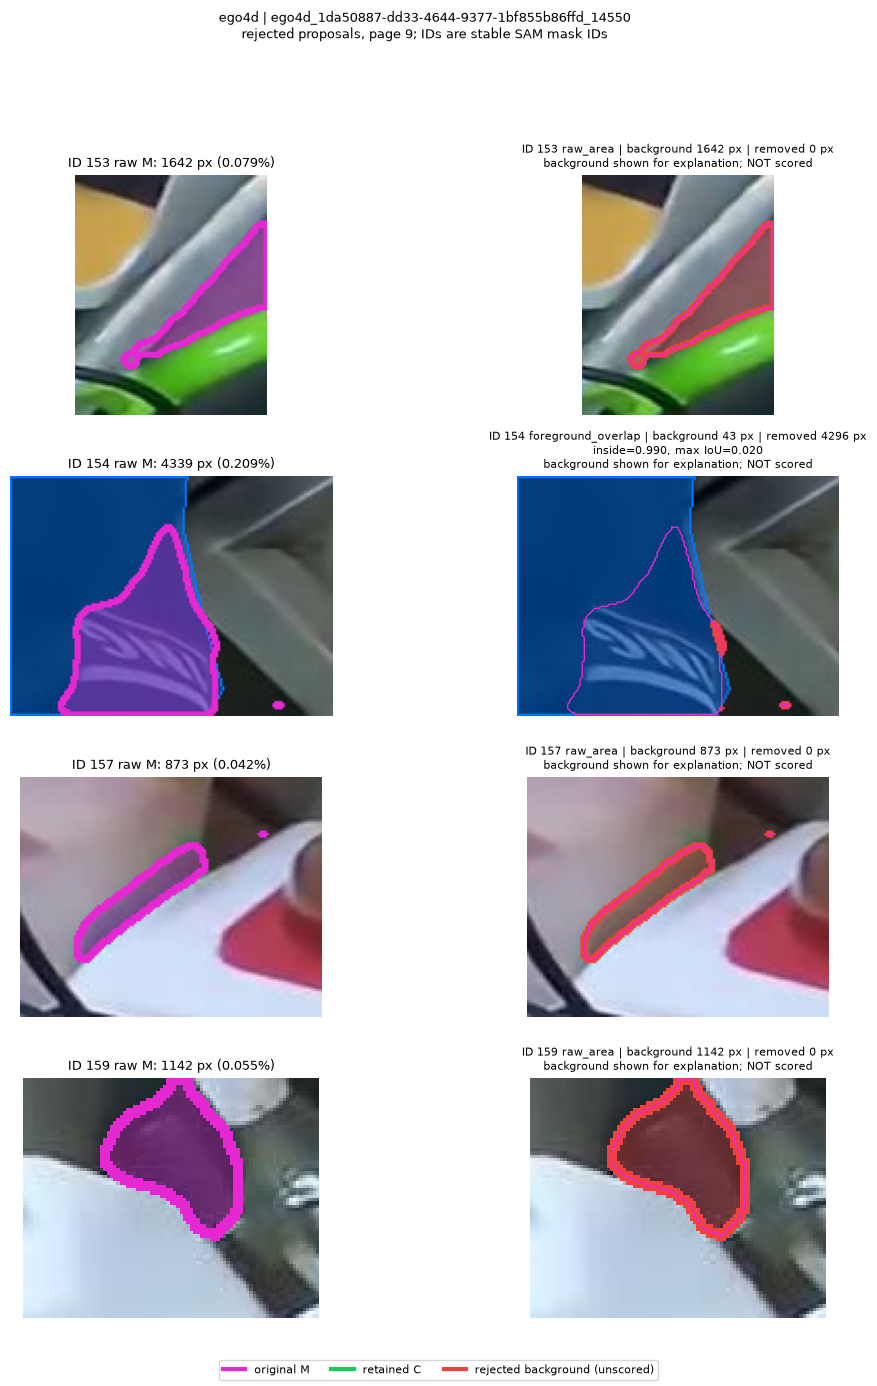 ego4d | ego4d_1da50887-dd33-4644-9377-1bf855b86ffd_14550
rejected proposals, page 9; IDs are stable SAM mask IDs
ID 153 raw M: 1642 px (0.079%)
ID 153 raw_area | background 1642 px | removed 0 px
background shown for explanation; NOT scored
ID 154 raw M: 4339 px (0.209%)
ID 154 foreground_overlap | background 43 px | removed 4296 px
inside=0.990, max IoU=0.020
background shown for explanation; NOT scored
ID 157 raw M: 873 px (0.042%)
ID 157 raw_area | background 873 px | removed 0 px
background shown for explanation; NOT scored
ID 159 raw M: 1142 px (0.055%)
ID 159 raw_area | background 1142 px | removed 0 px
background shown for explanation; NOT scored
original M
retained C
rejected background (unscored)